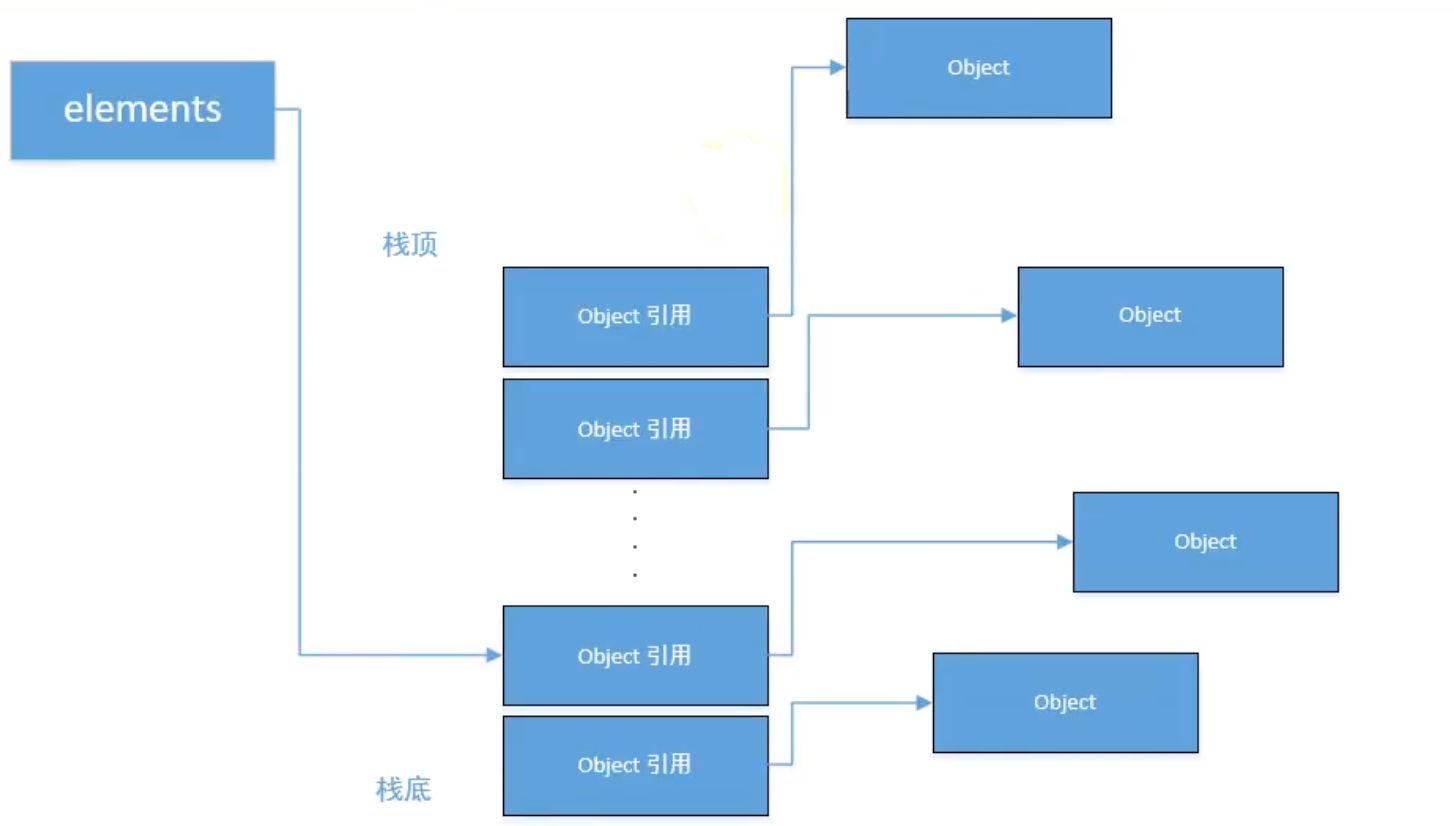 Object
elements
栈顶
Object 引用
Object
Object 引用
Object
Object 引用
Object
Object 引用
栈底